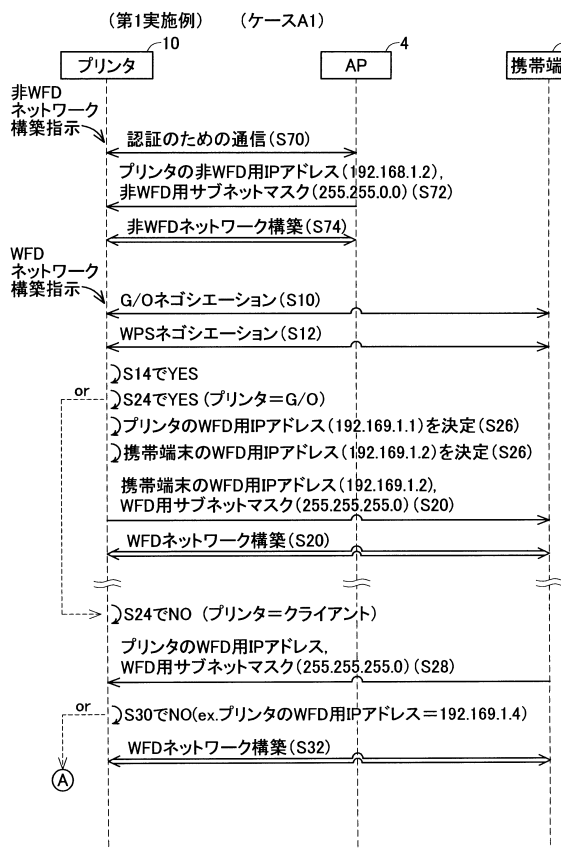 (第1実施例) (ケースA1)
10
4
プリンタ
AP
携帯端
非WFD
ネットワーク
構築指示
認証のための通信(S70)
プリンタの非WFD用IPアドレス(192.168.1.2),
非WFD用サブネットマスク(255.255.0.0)(S72)
非WFDネットワーク構築(S74)
WFD
ネットワーク
構築指示
G/Oネゴシエーション(S10)
WPSネゴシエーション(S12)
S14でYES
or
S24でYES(プリンタ=G/O)
プリンタのWFD用IPアドレス(192.169.1.1)を決定(S26)
携帯端末のWFD用IPアドレス(192.169.1.2)を決定(S26)
携帯端末のWFD用IPアドレス(192.169.1.2),
WFD用サブネットマスク(255.255.255.0)(S20)
WFDネットワーク構築(S20)
S24でNO (プリンタ=クライアント)
プリンタのWFD用IPアドレス,
WFD用サブネットマスク(255.255.255.0)(S28)
or
S30でNO(ex.プリンタのWFD用IPアドレス=192.169.1.4)
WFDネットワーク構築(S32)
A